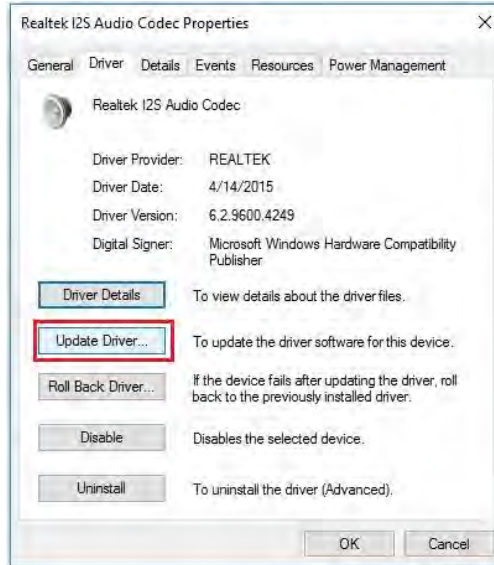 Realtek I2S Audio Codec Properties
General Driver Details Events Resources Power Management
Realtek I2S Audio Codec
Driver Provider: REALTEK
Driver Date: 4/14/2015
Driver Version: 6.2.9600.4249
Digital Signer: Microsoft Windows Hardware Compatibility
Publisher
Driver Details To view details about the driver files.
Update Driver... To update the driver software for this device.
Roll Back Driver... If the device fails after updating the driver, roll
back to the previously installed driver.
Disable Disables the selected device.
Uninstall To uninstall the driver (Advanced).
OK Cancel